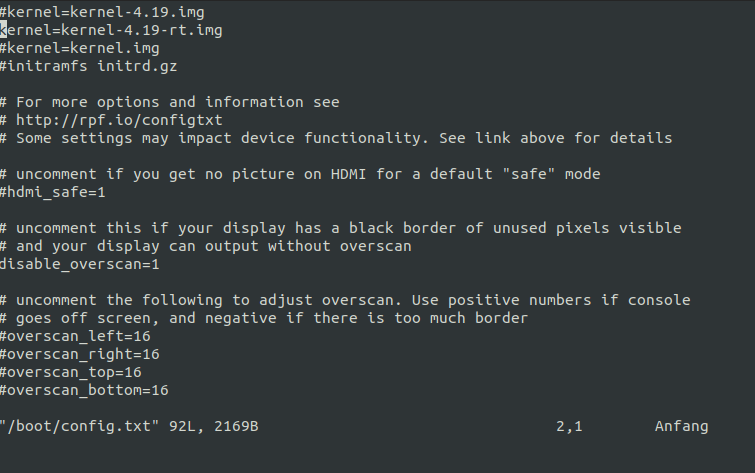 #kernel=kernel-4.19.img
kernel=kernel-4.19-rt.img
#kernel=kernel.img
#initramfs initrd.gz
# For more options and information see
# http://rpf.io/configtxt
# Some settings may impact device functionality. See link above for details
# uncomment if you get no picture on HDMI for a default "safe" mode
#hdmi_safe=1
# uncomment this if your display has a black border of unused pixels visible
# and your display can output without overscan
disable_overscan=1
# uncomment the following to adjust overscan. Use positive numbers if console
# goes off screen, and negative if there is too much border
#overscan_left=16
#overscan_right=16
#overscan_top=16
#overscan_bottom=16
"/boot/config.txt" 92L, 2169B 2,1 Anfang